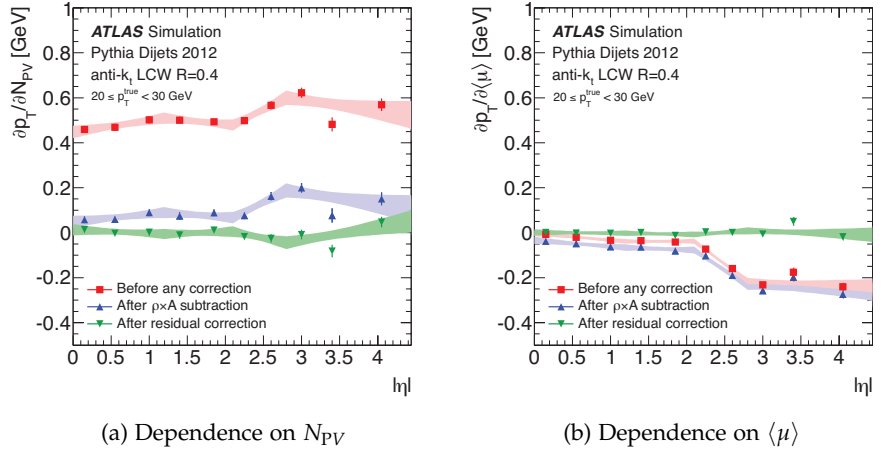 ∂p_T/∂N_PV [GeV]
1
0.8
0.6
0.4
0.2
0
-0.2
-0.4
ATLAS Simulation
Pythia Dijets 2012
anti-k_t LCW R=0.4
20 ≤ p_T^true < 30 GeV
Before any correction
After ρ×A subtraction
After residual correction
0 0.5 1 1.5 2 2.5 3 3.5 4
|η|
(a) Dependence on N_PV
∂p_T/∂⟨μ⟩ [GeV]
1
0.8
0.6
0.4
0.2
0
-0.2
-0.4
ATLAS Simulation
Pythia Dijets 2012
anti-k_t LCW R=0.4
20 ≤ p_T^true < 30 GeV
Before any correction
After ρ×A subtraction
After residual correction
0 0.5 1 1.5 2 2.5 3 3.5 4
|η|
(b) Dependence on ⟨μ⟩